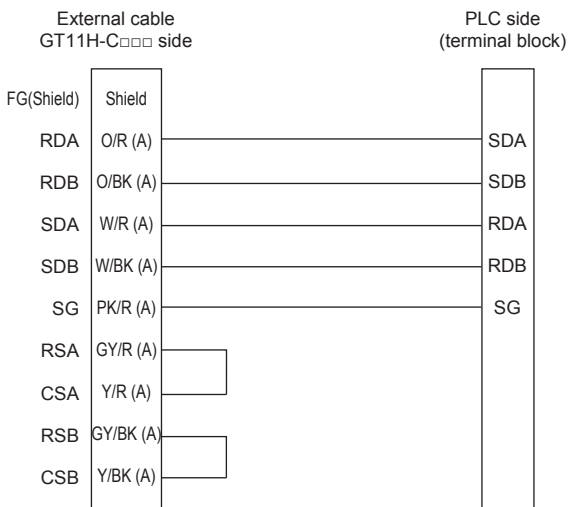 External cable
GT11H-C□□□ side
PLC side
(terminal block)
FG(Shield) Shield
RDA O/R (A) SDA
RDB O/BK (A) SDB
SDA W/R (A) RDA
SDB W/BK (A) RDB
SG PK/R (A) SG
RSA GY/R (A)
CSA Y/R (A)
RSB GY/BK (A)
CSB Y/BK (A)